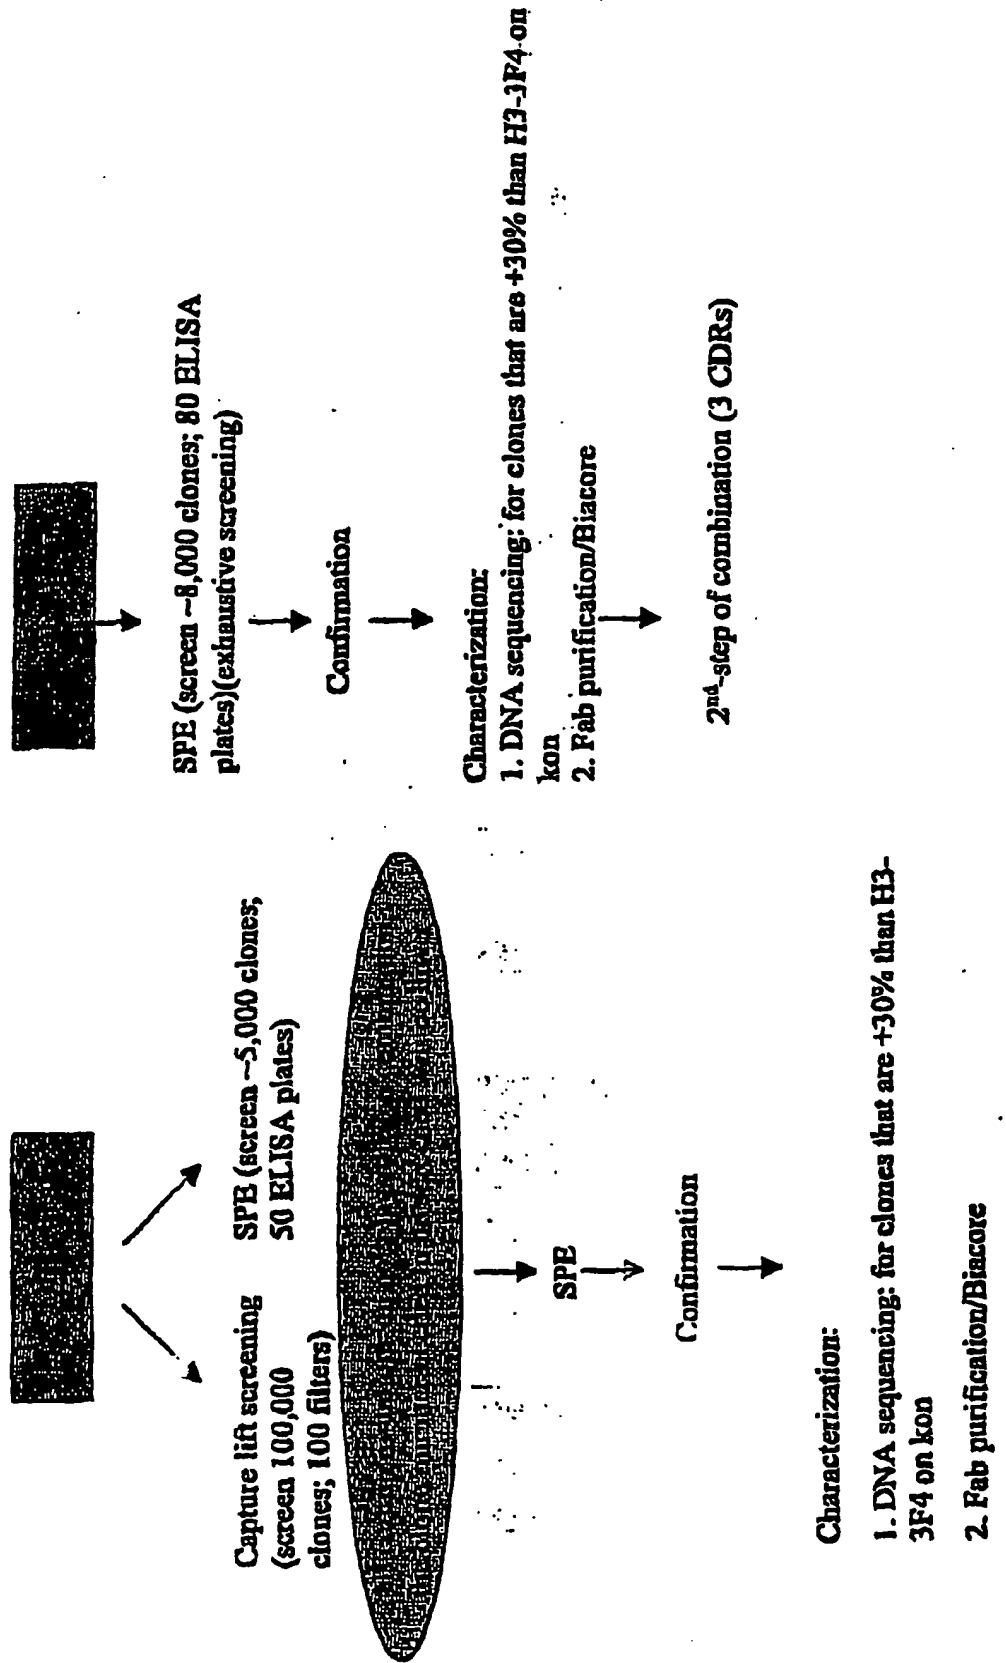 Capture lift screening
(screen 100,000
clones; 100 filters)
SPE (screen ~5,000 clones;
50 ELISA plates)
SPE
Confirmation
Characterization:
1. DNA sequencing: for clones that are +30% than H3-
3F4 on kon
2. Fab purification/Biacore
SPE (screen ~8,000 clones; 80 ELISA
plates)(exhaustive screening)
Confirmation
Characterization:
1. DNA sequencing: for clones that are +30% than H3-3F4 on
kon
2. Fab purification/Biacore
2nd-step of combination (3 CDRs)